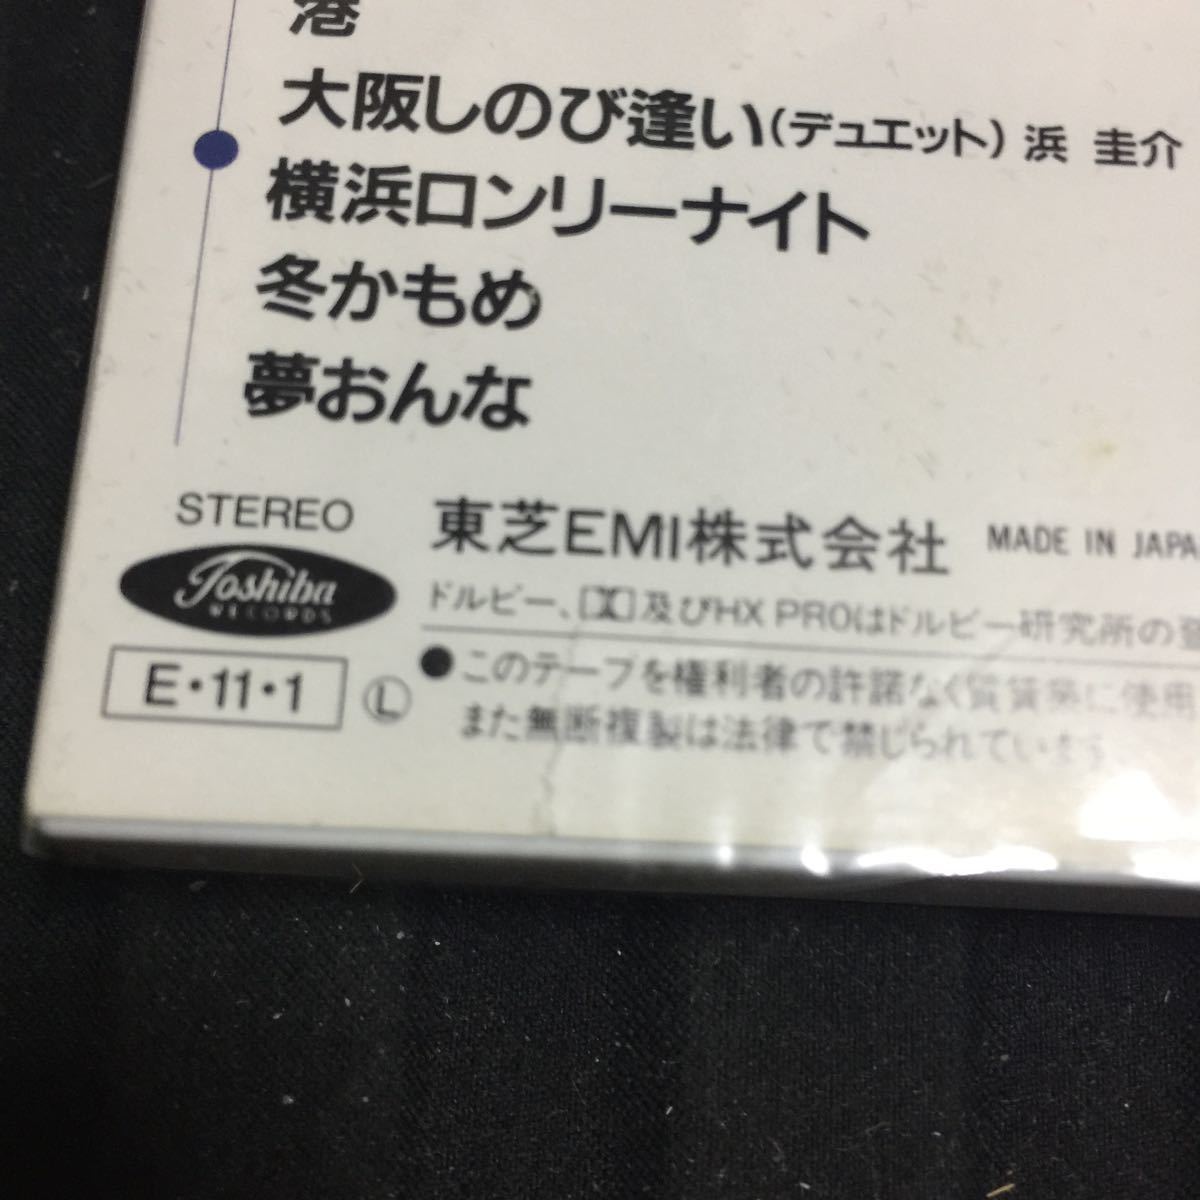 港
大阪しのび逢い(デュエット) 浜 圭介
横浜ロンリーナイト
冬かもめ
夢おんな
STEREO
Toshiba
RECORDS
E・11・1 Ⓛ
東芝EMI株式会社 MADE IN JAPA
ドルビー、及びHX PROはドルビー研究所の登
●このテープを権利者の許諾なく賃貸業に使用
また無断複製は法律で禁じられています。